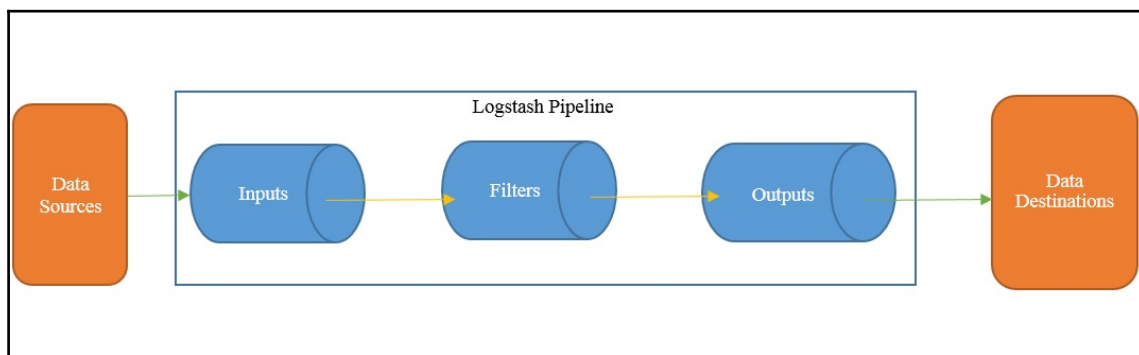 Logstash Pipeline
Data
Sources
Inputs
Filters
Outputs
Data
Destinations